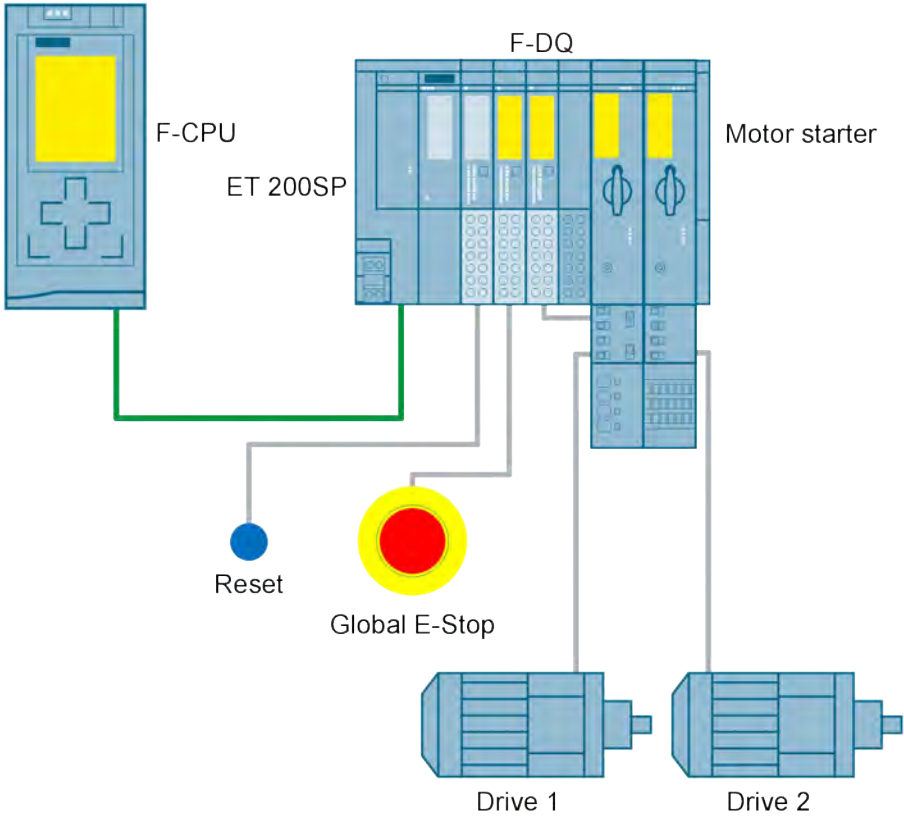 F-DQ
F-CPU
Motor starter
ET 200SP
Reset
Global E-Stop
Drive 1
Drive 2